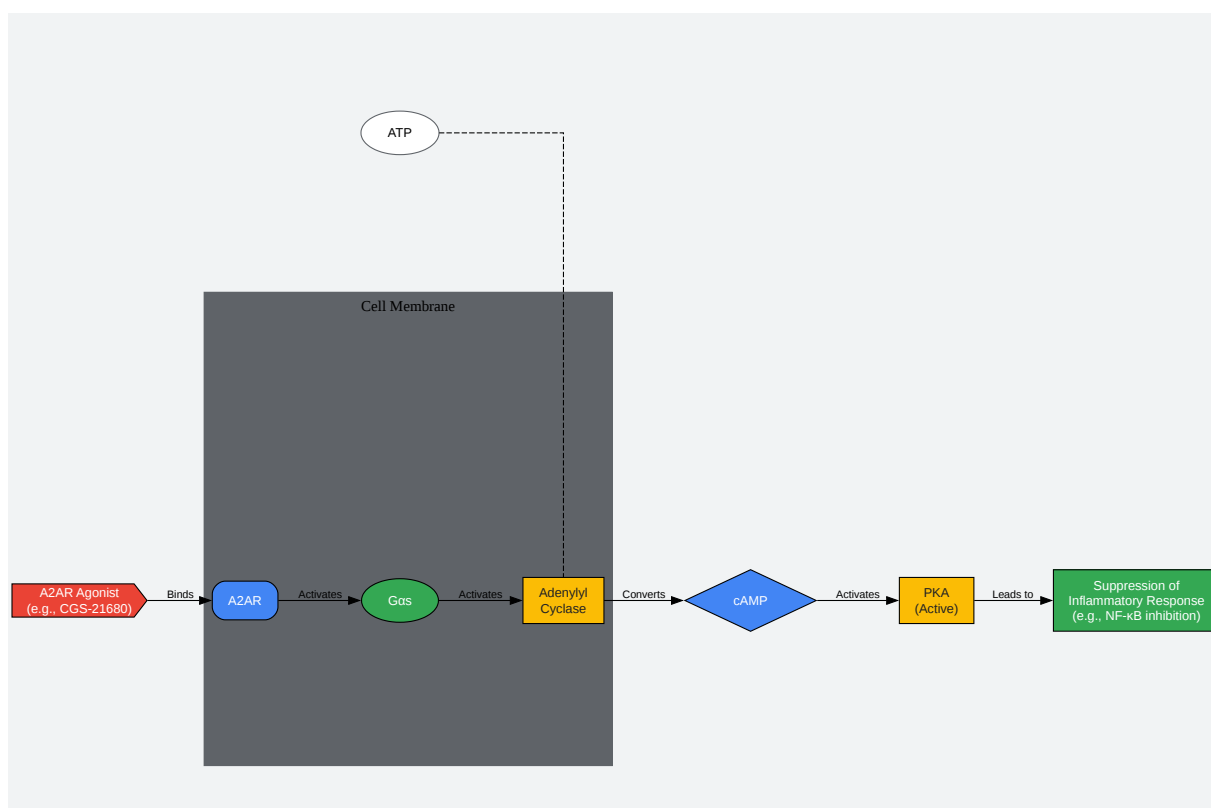 ATP
Cell Membrane
A2AR Agonist
(e.g., CGS-21680)
Binds
A2AR
Activates
Gαs
Activates
Adenylyl
Cyclase
Converts
cAMP
Activates
PKA
(Active)
Leads to
Suppression of
Inflammatory Response
(e.g., NF-κB inhibition)